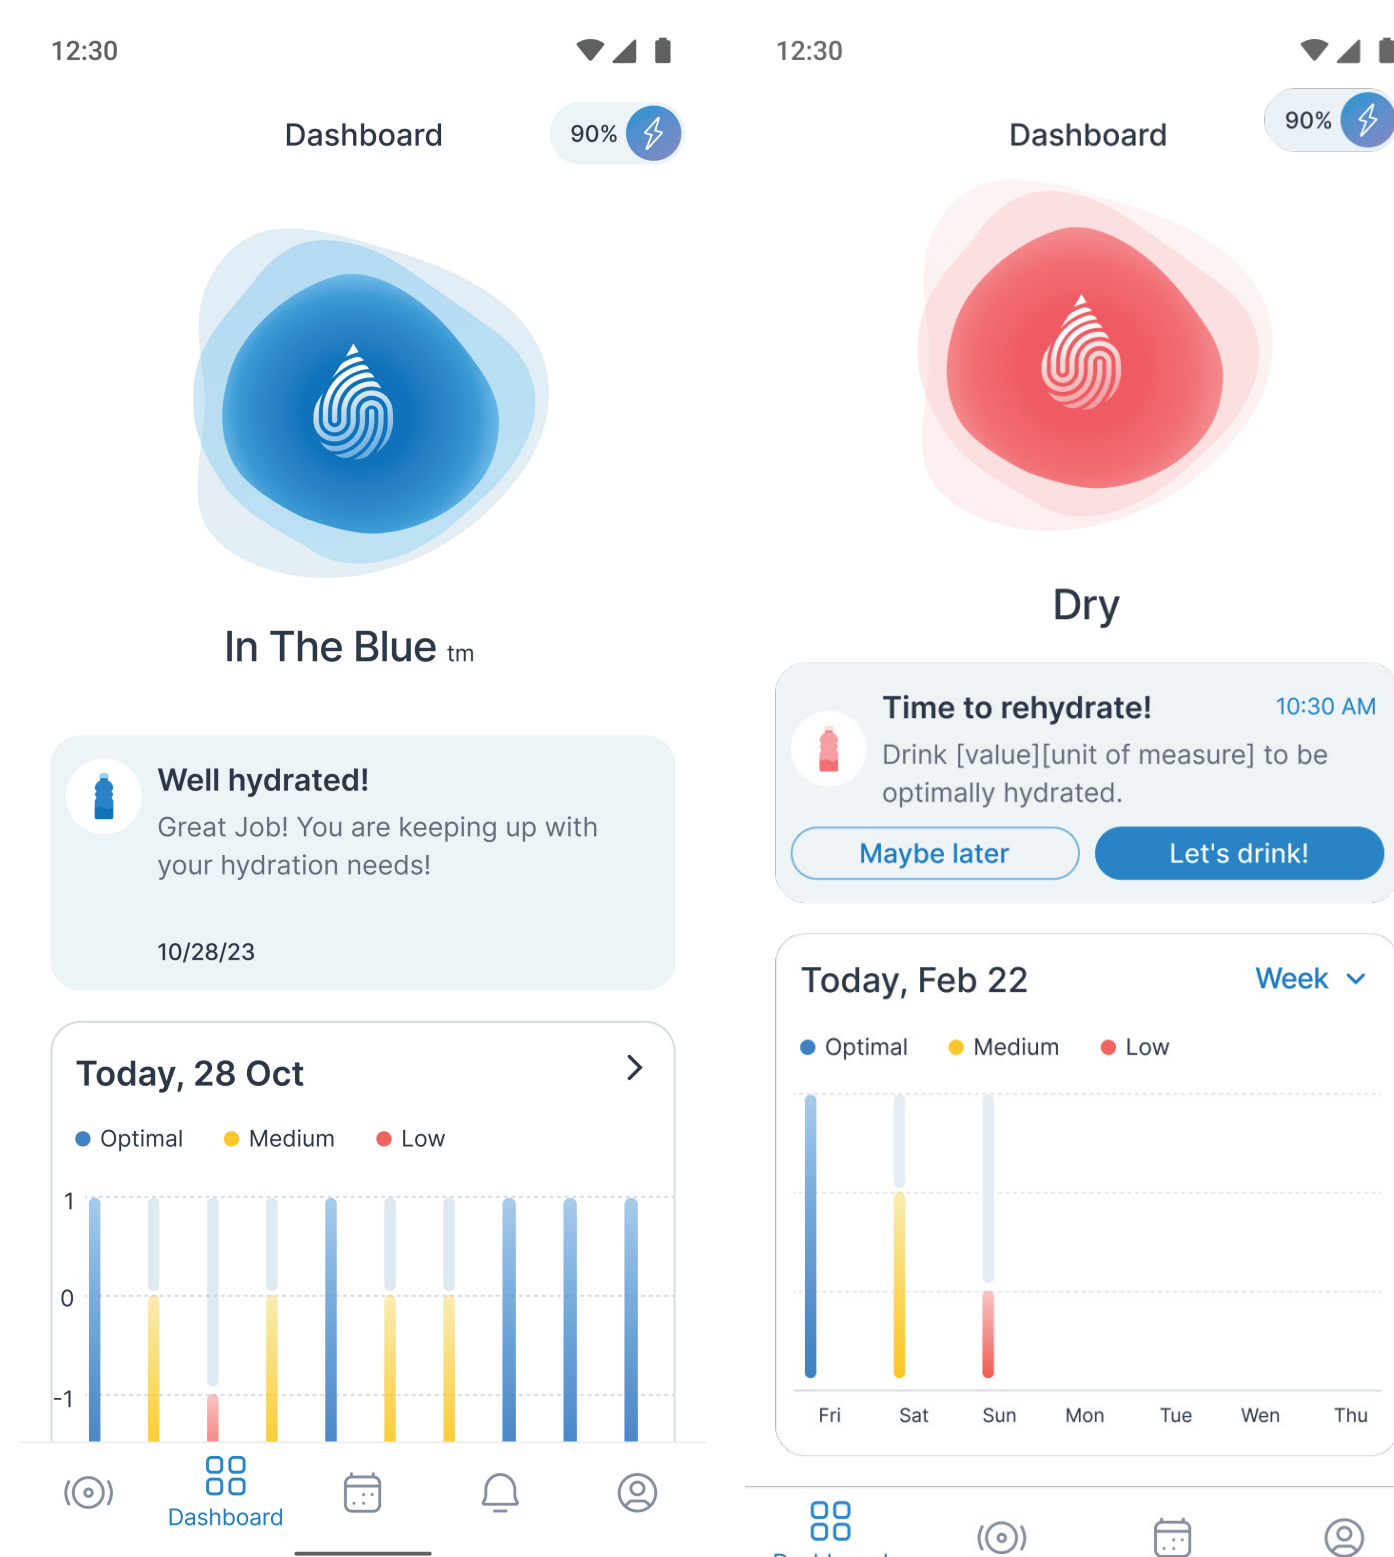 12:30
Dashboard
90%
In The Blue tm
Well hydrated!
Great Job! You are keeping up with
your hydration needs!
10/28/23
Today, 28 Oct
Optimal
Medium
Low
1
0
-1
Dashboard
12:30
Dashboard
90%
Dry
Time to rehydrate!
10:30 AM
Drink [value][unit of measure] to be
optimally hydrated.
Maybe later
Let's drink!
Today, Feb 22
Week
Optimal
Medium
Low
Fri
Sat
Sun
Mon
Tue
Wen
Thu